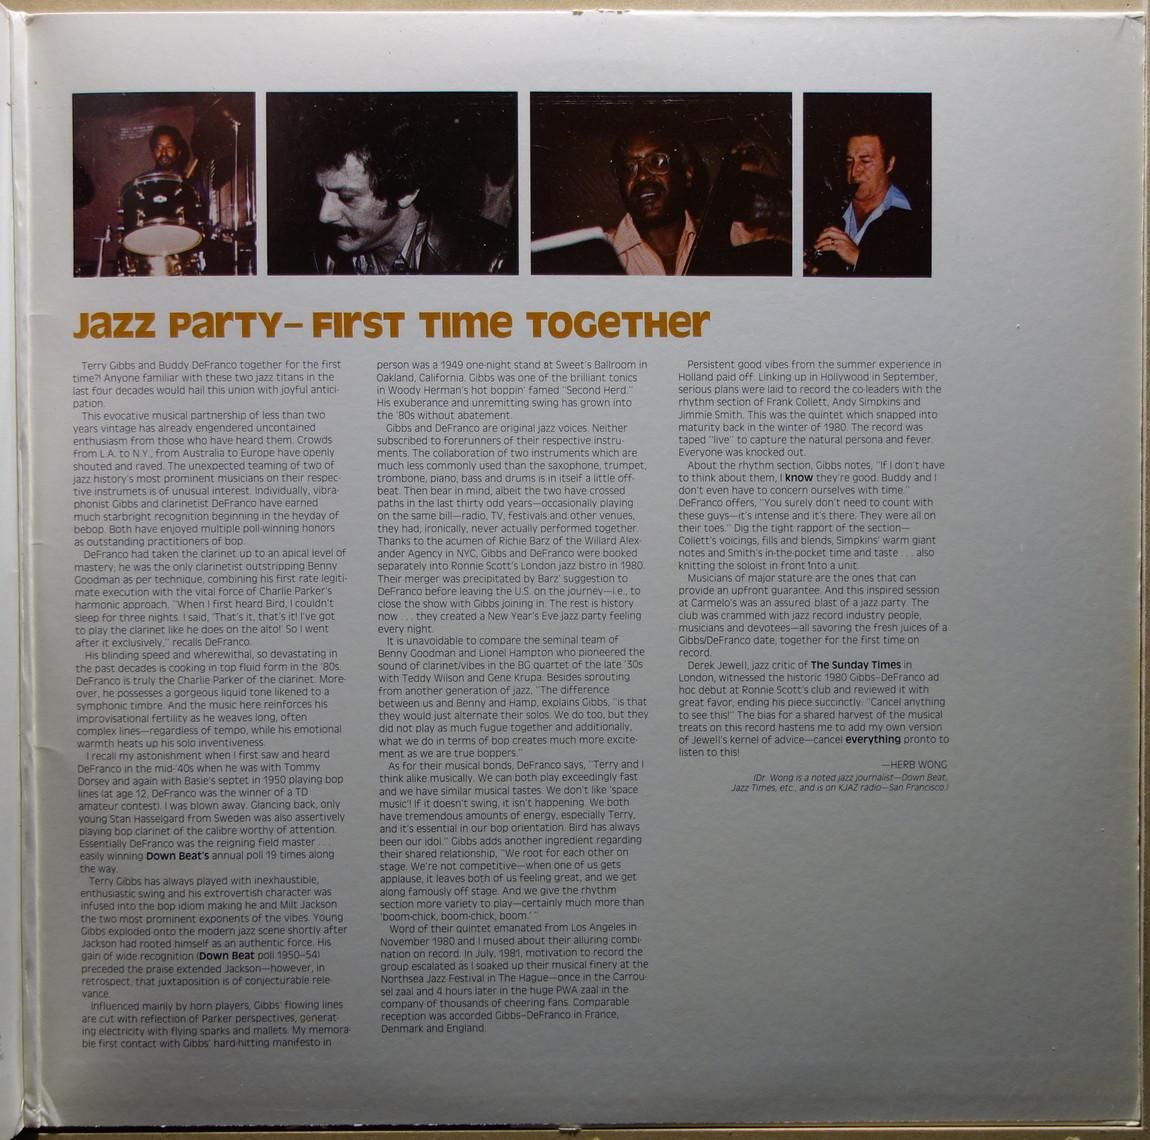 Jazz Party–First Time Together
Terry Gibbs and Buddy DeFranco together for the first
time?! Anyone familiar with these two jazz titans in the
last four decades would hail this union with joyful antici-
pation.
This evocative musical partnership of less than two
years vintage has already engendered uncontained
enthusiasm from those who have heard them. Crowds
from L.A. to N.Y., from Australia to Europe have openly
shouted and raved. The unexpected teaming of two of
jazz history's most prominent musicians on their respec-
tive instrumets is of unusual interest. Individually, vibra-
phonist Gibbs and clarinetist DeFranco have earned
much starbright recognition beginning in the heyday of
bebop. Both have enjoyed multiple poll-winning honors
as outstanding practitioners of bop.
DeFranco had taken the clarinet up to an apical level of
mastery; he was the only clarinetist outstripping Benny
Goodman as per technique, combining his first rate legiti-
mate execution with the vital force of Charlie Parker's
harmonic approach. "When I first heard Bird, I couldn't
sleep for three nights. I said, 'That's it, that's it! I've got
to play the clarinet like he does on the alto!' So I went
after it exclusively," recalls DeFranco.
His blinding speed and wherewithal, so devastating in
the past decades is cooking in top fluid form in the '80s.
DeFranco is truly the Charlie Parker of the clarinet. More-
over, he possesses a gorgeous liquid tone likened to a
symphonic timbre. And the music here reinforces his
improvisational fertility as he weaves long, often
complex lines—regardless of tempo, while his emotional
warmth heats up his solo inventiveness.
I recall my astonishment when I first saw and heard
DeFranco in the mid-'40s when he was with Tommy
Dorsey and again with Basie's septet in 1950 playing bop
lines (at age 12, DeFranco was the winner of a TD
amateur contest). I was blown away. Glancing back, only
young Stan Hasselgard from Sweden was also assertively
playing bop clarinet of the calibre worthy of attention.
Essentially DeFranco was the reigning field master . . .
easily winning Down Beat's annual poll 19 times along
the way.
Terry Gibbs has always played with inexhaustible,
enthusiastic swing and his extrovertish character was
infused into the bop idiom making he and Milt Jackson
the two most prominent exponents of the vibes. Young
Gibbs exploded onto the modern jazz scene shortly after
Jackson had rooted himself as an authentic force. His
gain of wide recognition (Down Beat poll 1950–54)
preceded the praise extended Jackson—however, in
retrospect, that juxtaposition is of conjecturable rele-
vance.
Influenced mainly by horn players, Gibbs' flowing lines
are cut with reflection of Parker perspectives, generat-
ing electricity with flying sparks and mallets. My memora-
ble first contact with Gibbs' hard-hitting manifesto in
person was a 1949 one-night stand at Sweet's Ballroom in
Oakland, California. Gibbs was one of the brilliant tonics
in Woody Herman's hot boppin' famed "Second Herd."
His exuberance and unremitting swing has grown into
the '80s without abatement.
Gibbs and DeFranco are original jazz voices. Neither
subscribed to forerunners of their respective instru-
ments. The collaboration of two instruments which are
much less commonly used than the saxophone, trumpet,
trombone, piano, bass and drums is in itself a little off-
beat. Then bear in mind, albeit the two have crossed
paths in the last thirty odd years—occasionally playing
on the same bill—radio, TV, festivals and other venues,
they had, ironically, never actually performed together.
Thanks to the acumen of Richie Barz of the Willard Alex-
ander Agency in NYC, Gibbs and DeFranco were booked
separately into Ronnie Scott's London jazz bistro in 1980.
Their merger was precipitated by Barz' suggestion to
DeFranco before leaving the U.S. on the journey—i.e., to
close the show with Gibbs joining in. The rest is history
now . . . they created a New Year's Eve jazz party feeling
every night.
It is unavoidable to compare the seminal team of
Benny Goodman and Lionel Hampton who pioneered the
sound of clarinet/vibes in the BG quartet of the late '30s
with Teddy Wilson and Gene Krupa. Besides sprouting
from another generation of jazz, "The difference
between us and Benny and Hamp, explains Gibbs, "is that
they would just alternate their solos. We do too, but they
did not play as much fugue together and additionally,
what we do in terms of bop creates much more excite-
ment as we are true boppers."
As for their musical bonds, DeFranco says, "Terry and I
think alike musically. We can both play exceedingly fast
and we have similar musical tastes. We don't like 'space
music'! If it doesn't swing, it isn't happening. We both
have tremendous amounts of energy, especially Terry,
and it's essential in our bop orientation. Bird has always
been our idol." Gibbs adds another ingredient regarding
their shared relationship, "We root for each other on
stage. We're not competitive—when one of us gets
applause, it leaves both of us feeling great, and we get
along famously off stage. And we give the rhythm
section more variety to play—certainly much more than
'boom-chick, boom-chick, boom.' "
Word of their quintet emanated from Los Angeles in
November 1980 and I mused about their alluring combi-
nation on record. In July, 1981, motivation to record the
group escalated as I soaked up their musical finery at the
Northsea Jazz Festival in The Hague—once in the Carrou-
sel zaal and 4 hours later in the huge PWA zaal in the
company of thousands of cheering fans. Comparable
reception was accorded Gibbs–DeFranco in France,
Denmark and England.
Persistent good vibes from the summer experience in
Holland paid off. Linking up in Hollywood in September,
serious plans were laid to record the co-leaders with the
rhythm section of Frank Collett, Andy Simpkins and
Jimmie Smith. This was the quintet which snapped into
maturity back in the winter of 1980. The record was
taped "live" to capture the natural persona and fever.
Everyone was knocked out.
About the rhythm section, Gibbs notes, "If I don't have
to think about them, I know they're good. Buddy and I
don't even have to concern ourselves with time."
DeFranco offers, "You surely don't need to count with
these guys—it's intense and it's there. They were all on
their toes." Dig the tight rapport of the section—
Collett's voicings, fills and blends, Simpkins' warm giant
notes and Smith's in-the-pocket time and taste . . . also
knitting the soloist in front into a unit.
Musicians of major stature are the ones that can
provide an upfront guarantee. And this inspired session
at Carmelo's was an assured blast of a jazz party. The
club was crammed with jazz record industry people,
musicians and devotees—all savoring the fresh juices of a
Gibbs/DeFranco date, together for the first time on
record.
Derek Jewell, jazz critic of The Sunday Times in
London, witnessed the historic 1980 Gibbs–DeFranco ad
hoc debut at Ronnie Scott's club and reviewed it with
great favor, ending his piece succinctly: "Cancel anything
to see this!" The bias for a shared harvest of the musical
treats on this record hastens me to add my own version
of Jewell's kernel of advice—cancel everything pronto to
listen to this!
—HERB WONG
(Dr. Wong is a noted jazz journalist—Down Beat,
Jazz Times, etc., and is on KJAZ radio—San Francisco.)